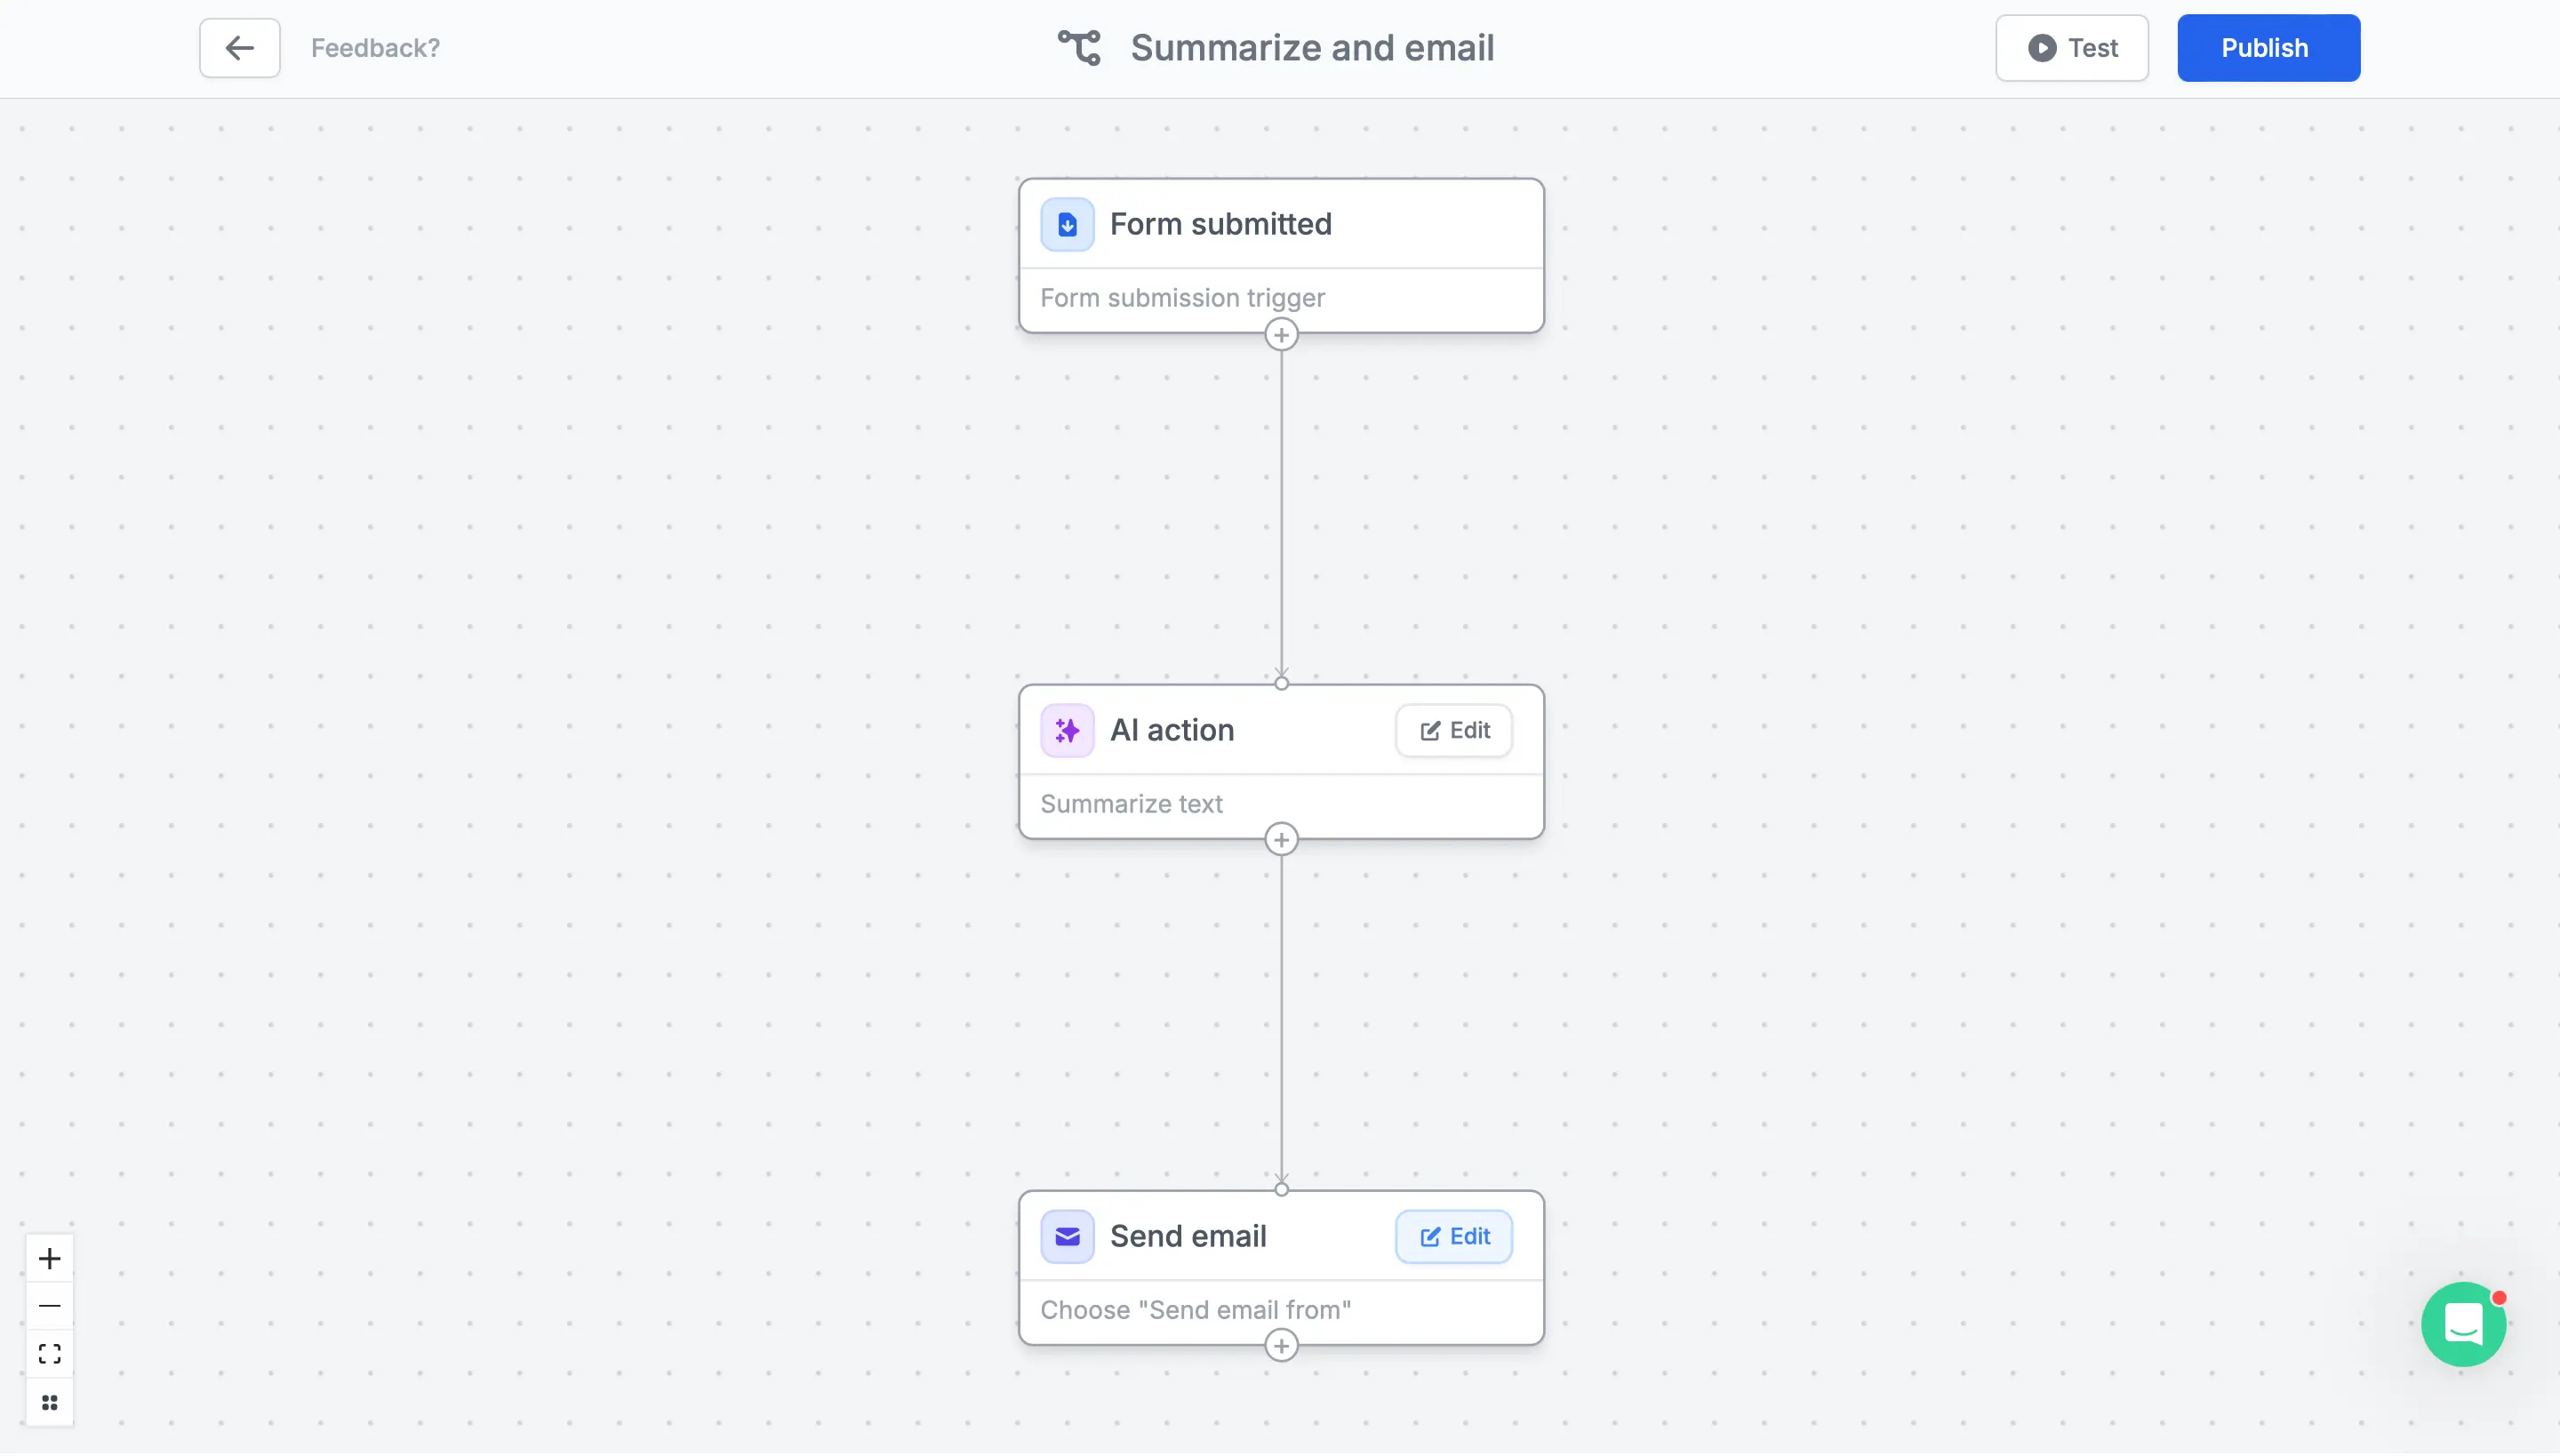 Feedback?
Summarize and email
Test
Publish
Form submitted
Form submission trigger
AI action
Edit
Summarize text
Send email
Edit
Choose "Send email from"